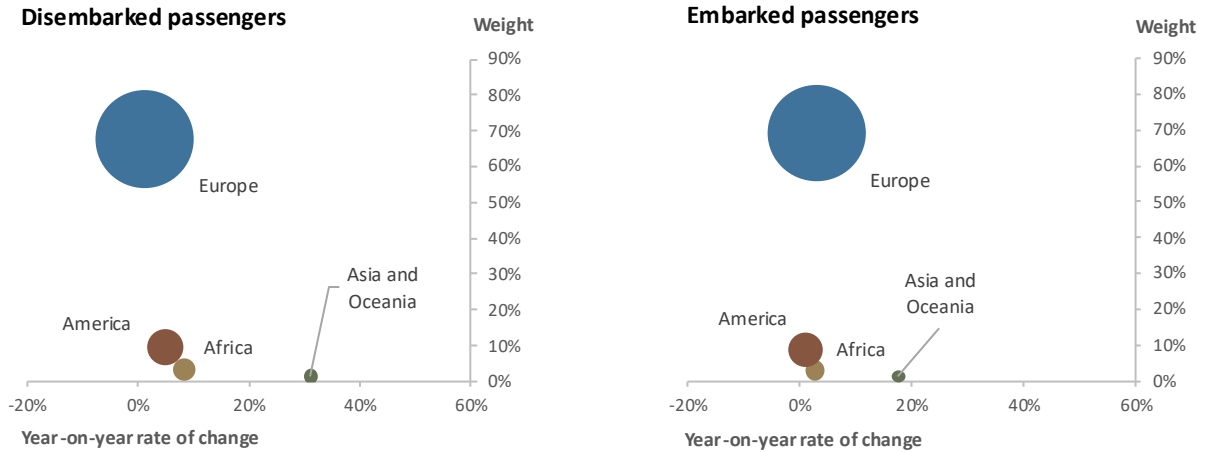 Disembarked passengers
Weight
90%
80%
70%
60%
50%
40%
30%
20%
10%
0%
Europe
Asia and
Oceania
America
Africa
-20%
0%
20%
40%
60%
Year-on-year rate of change
Embarked passengers
Weight
90%
80%
70%
60%
50%
40%
30%
20%
10%
0%
Europe
Asia and
Oceania
America
Africa
-20%
0%
20%
40%
60%
Year-on-year rate of change